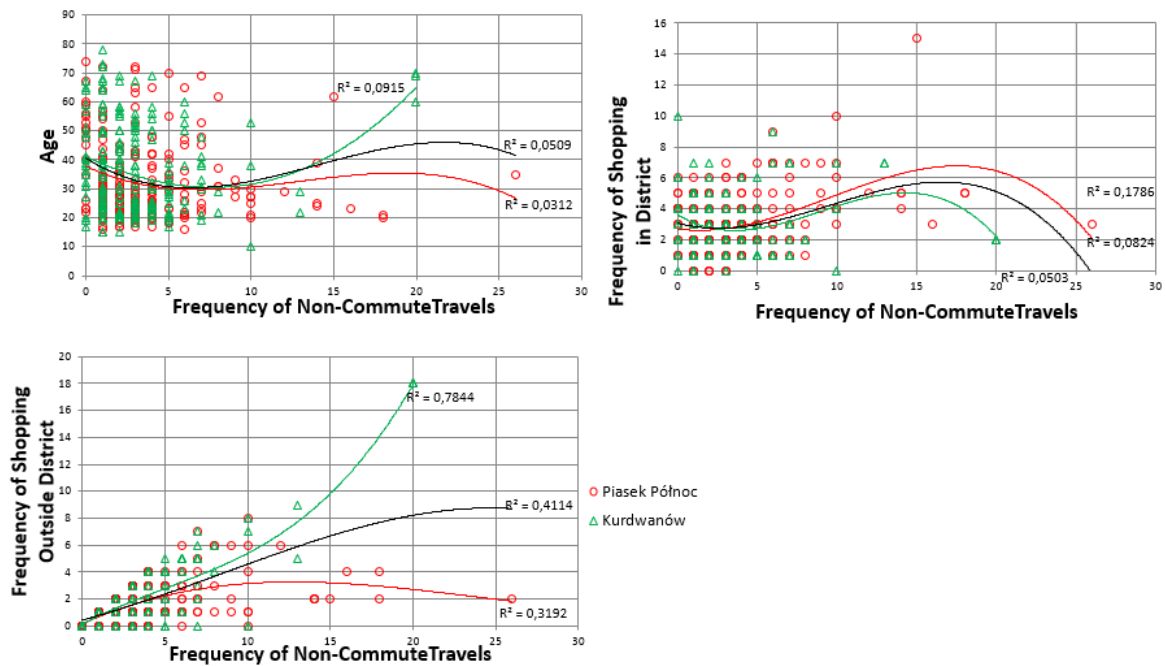 90
80
70
60
50
40
30
20
10
0
Age
R² = 0,0915
R² = 0,0509
R² = 0,0312
0 5 10 15 20 25 30
Frequency of Non-CommuteTravels
16
14
12
10
8
6
4
2
0
Frequency of Shopping
in District
R² = 0,1786
R² = 0,0824
R² = 0,0503
0 5 10 15 20 25 30
Frequency of Non-CommuteTravels
20
18
16
14
12
10
8
6
4
2
0
Frequency of Shopping
Outside District
R² = 0,7844
R² = 0,4114
R² = 0,3192
0 5 10 15 20 25 30
Frequency of Non-CommuteTravels
Piasek Północ
Kurdwanów